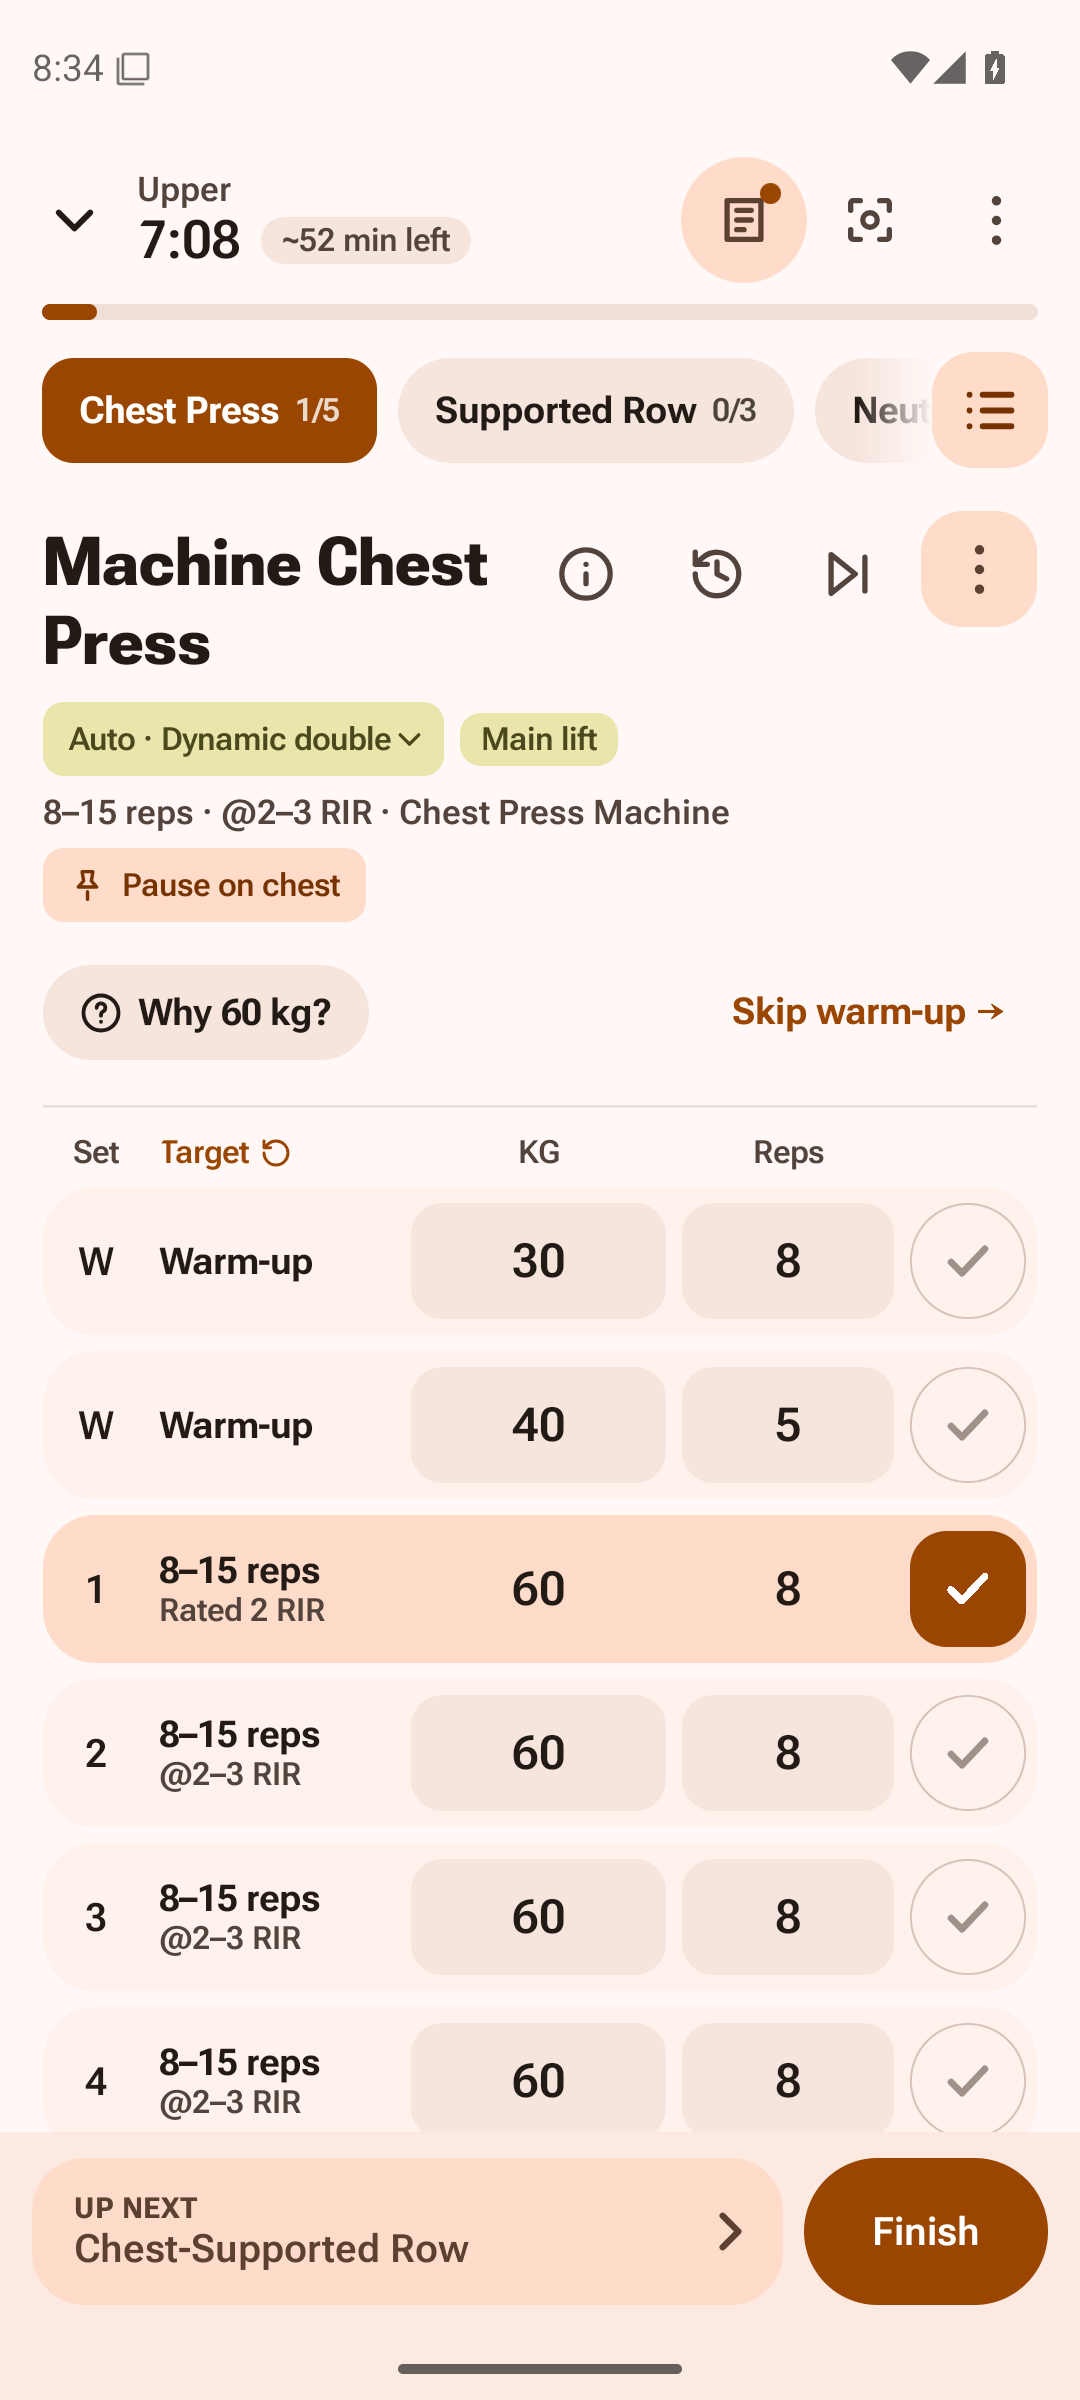 8:34
Upper
7:08 ~52 min left
Chest Press 1/5 Supported Row 0/3 Neut
Machine Chest
Press
Auto · Dynamic double Main lift
8–15 reps · @2–3 RIR · Chest Press Machine
Pause on chest
Why 60 kg? Skip warm-up →
Set Target KG Reps
W Warm-up 30 8
W Warm-up 40 5
1 8–15 reps 60 8
Rated 2 RIR
2 8–15 reps 60 8
@2–3 RIR
3 8–15 reps 60 8
@2–3 RIR
4 8–15 reps 60 8
@2–3 RIR
UP NEXT
Chest-Supported Row
Finish